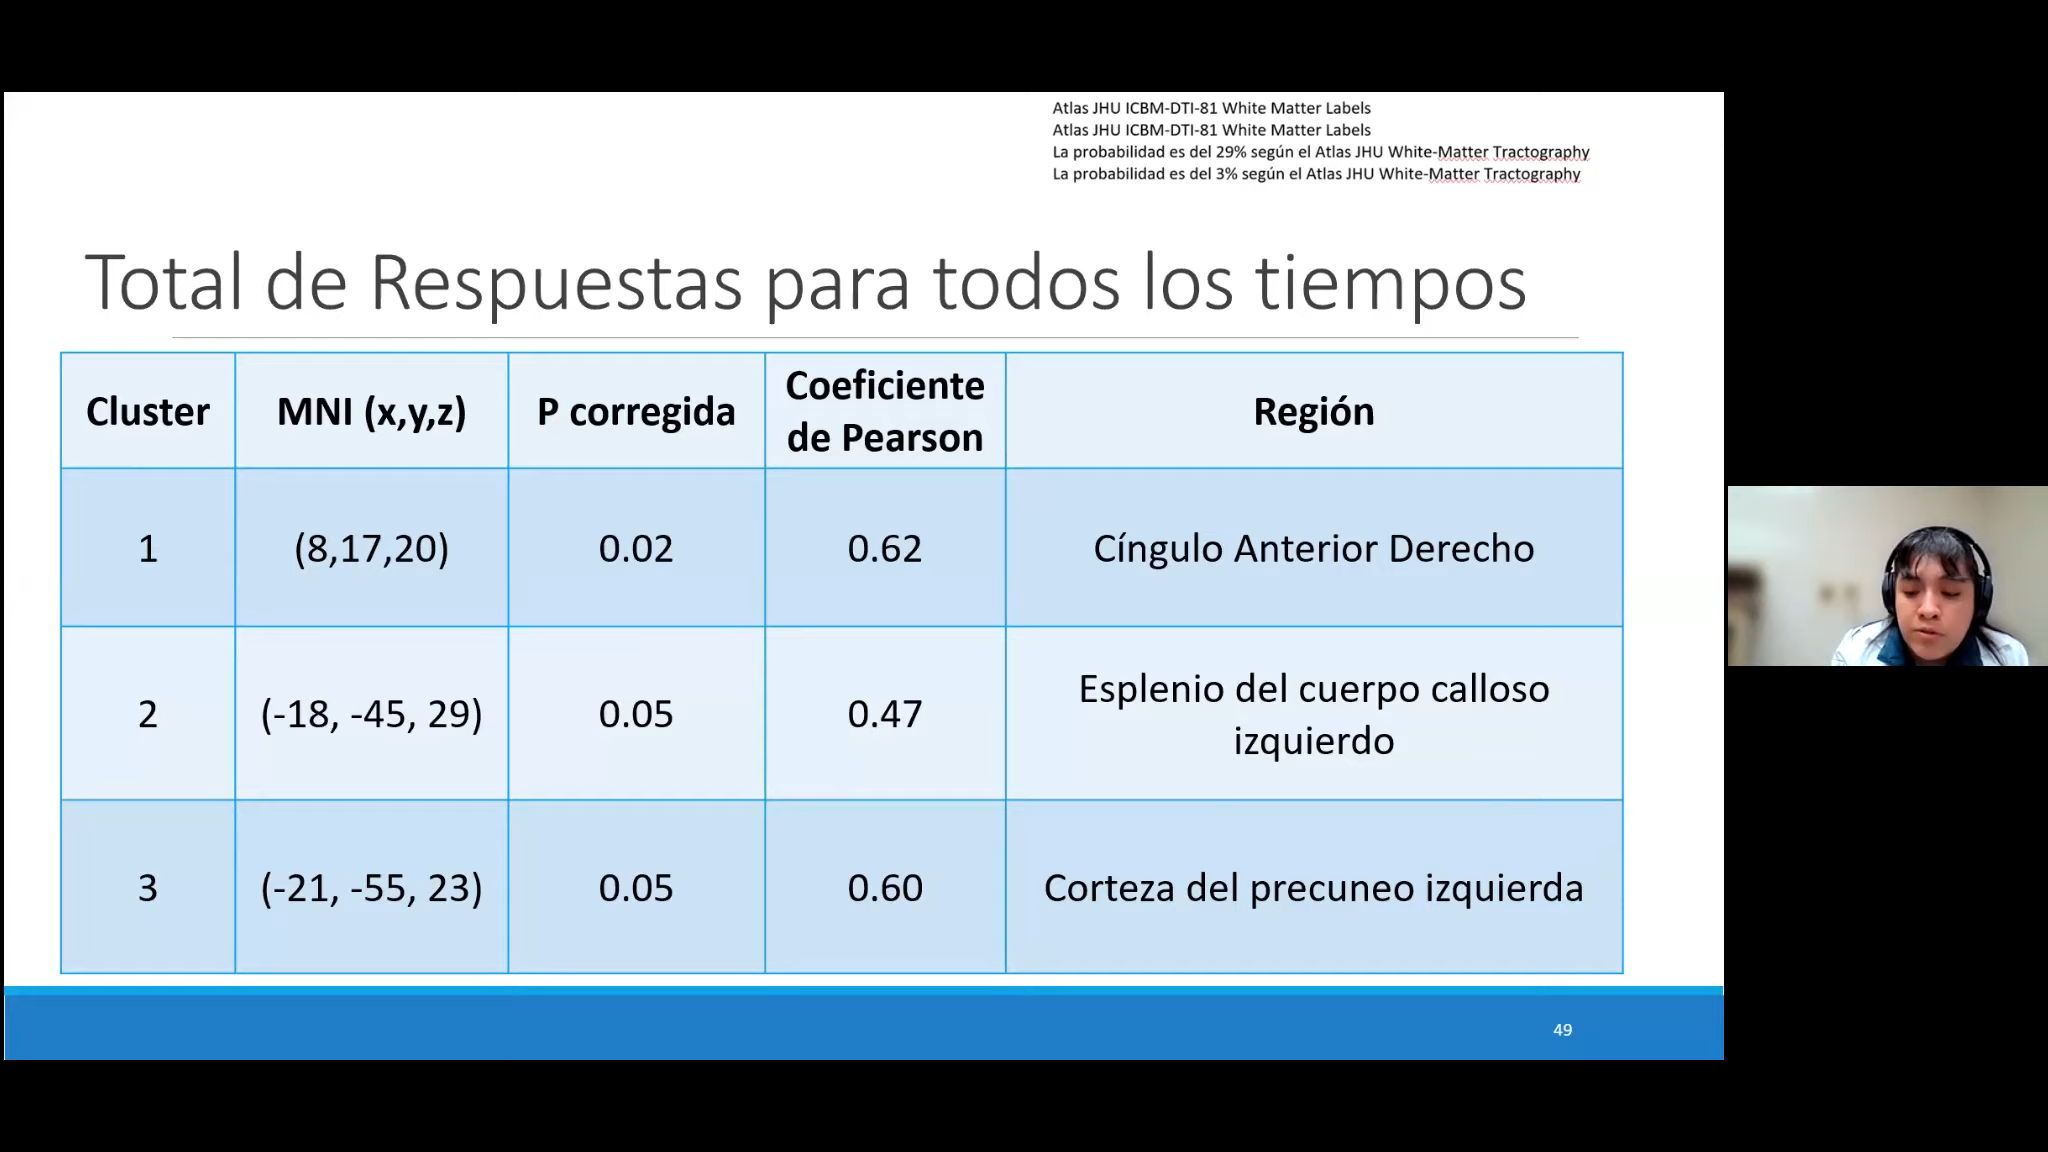 Atlas JHU ICBM-DTI-81 White Matter Labels
Atlas JHU ICBM-DTI-81 White Matter Labels
La probabilidad es del 29% según el Atlas JHU White-Matter Tractography
La probabilidad es del 3% según el Atlas JHU White-Matter Tractography
Total de Respuestas para todos los tiempos
Cluster MNI (x,y,z) P corregida Coeficiente de Pearson Región
1 (8,17,20) 0.02 0.62 Cíngulo Anterior Derecho
2 (-18, -45, 29) 0.05 0.47 Esplenio del cuerpo calloso izquierdo
3 (-21, -55, 23) 0.05 0.60 Corteza del precuneo izquierda
49